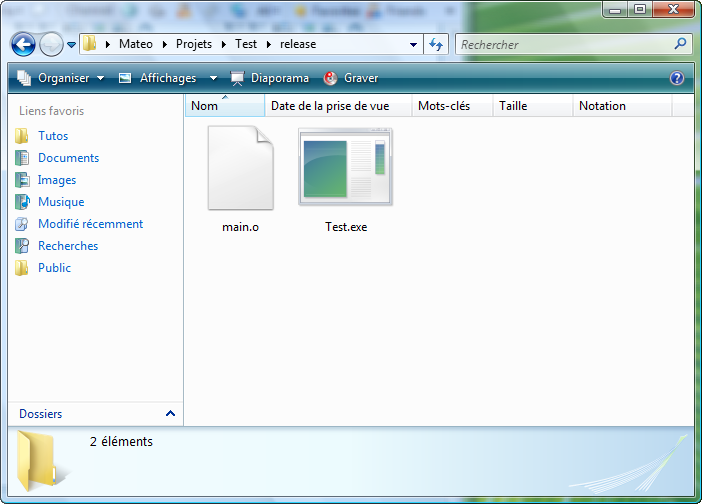 Mateo Projets Test release
Rechercher
Organiser Affichages Diaporama Graver
Liens favoris
Nom Date de la prise de vue Mots-clés Taille Notation
Tutos
Documents
Images
Musique
Modifié récemment
Recherches
Public
main.o Test.exe
Dossiers
2 éléments